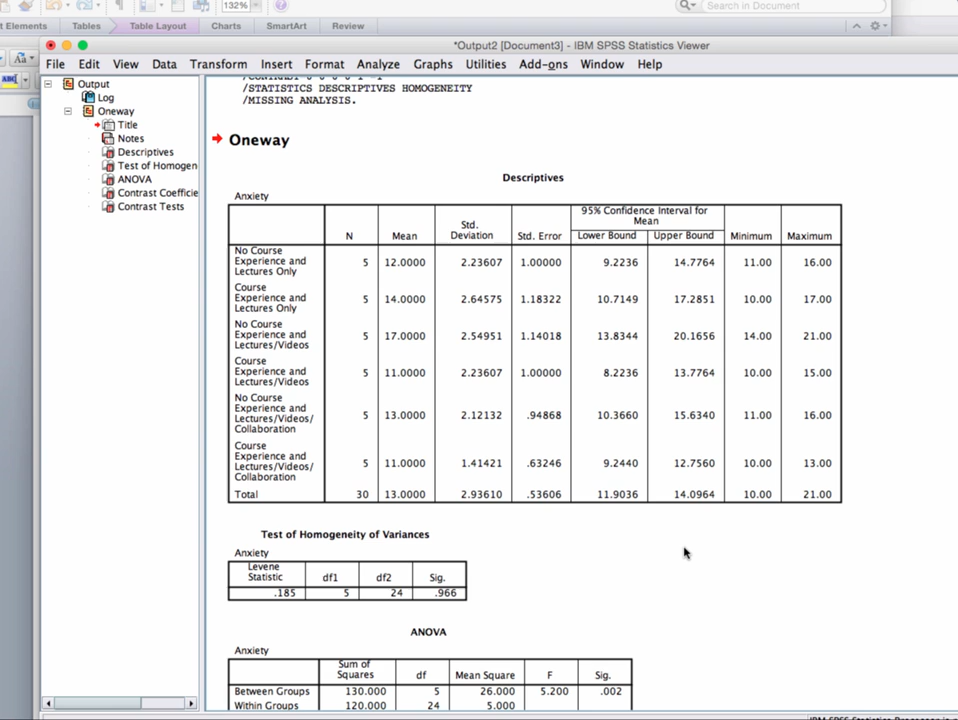 132%
Search in Document
t Elements Tables Table Layout Charts SmartArt Review
*Output2 [Document3] - IBM SPSS Statistics Viewer
File Edit View Data Transform Insert Format Analyze Graphs Utilities Add-ons Window Help
Output
Log
Oneway
Title
Notes
Descriptives
Test of Homogen
ANOVA
Contrast Coefficie
Contrast Tests
/STATISTICS DESCRIPTIVES HOMOGENEITY
/MISSING ANALYSIS.
Oneway
Descriptives
Anxiety
N Mean Std. Deviation Std. Error 95% Confidence Interval for Mean Lower Bound Upper Bound Minimum Maximum
No Course Experience and Lectures Only 5 12.0000 2.23607 1.00000 9.2236 14.7764 11.00 16.00
Course Experience and Lectures Only 5 14.0000 2.64575 1.18322 10.7149 17.2851 10.00 17.00
No Course Experience and Lectures/Videos 5 17.0000 2.54951 1.14018 13.8344 20.1656 14.00 21.00
Course Experience and Lectures/Videos 5 11.0000 2.23607 1.00000 8.2236 13.7764 10.00 15.00
No Course Experience and Lectures/Videos/ Collaboration 5 13.0000 2.12132 .94868 10.3660 15.6340 11.00 16.00
Course Experience and Lectures/Videos/ Collaboration 5 11.0000 1.41421 .63246 9.2440 12.7560 10.00 13.00
Total 30 13.0000 2.93610 .53606 11.9036 14.0964 10.00 21.00
Test of Homogeneity of Variances
Anxiety
Levene Statistic df1 df2 Sig.
.185 5 24 .966
ANOVA
Anxiety
Sum of Squares df Mean Square F Sig.
Between Groups 130.000 5 26.000 5.200 .002
Within Groups 120.000 24 5.000